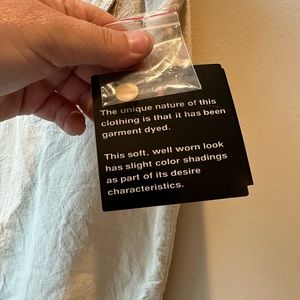 The unique nature of this
clothing is that it has been
garment dyed.
This soft, well worn look
has slight color shadings
as part of its desire
characteristics.